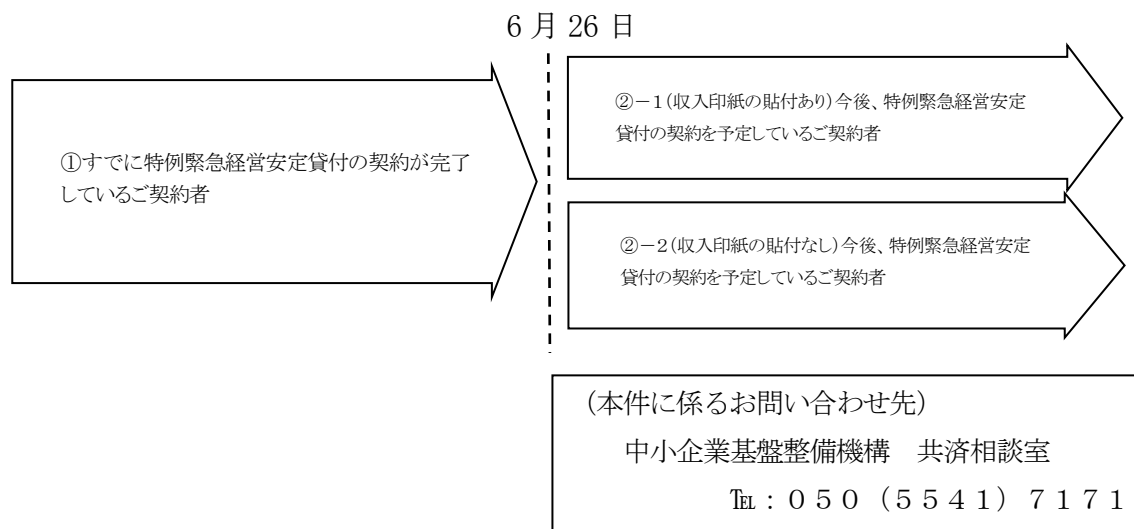 6 月 26 日
①すでに特例緊急経営安定貸付の契約が完了
しているご契約者
②－1(収入印紙の貼付あり)今後、特例緊急経営安定
貸付の契約を予定しているご契約者
②－２(収入印紙の貼付なし)今後、特例緊急経営安定
貸付の契約を予定しているご契約者
（本件に係るお問い合わせ先）
中小企業基盤整備機構　共済相談室
℡：０５０（５５４１）７１７１